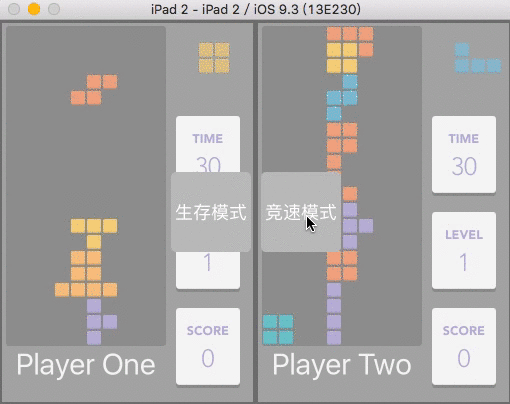 iPad 2 - iPad 2 / iOS 9.3 (13E230)
TIME
30
生存模式
1
Player One
SCORE
0
TIME
30
竞速模式
LEVEL
1
Player Two
SCORE
0